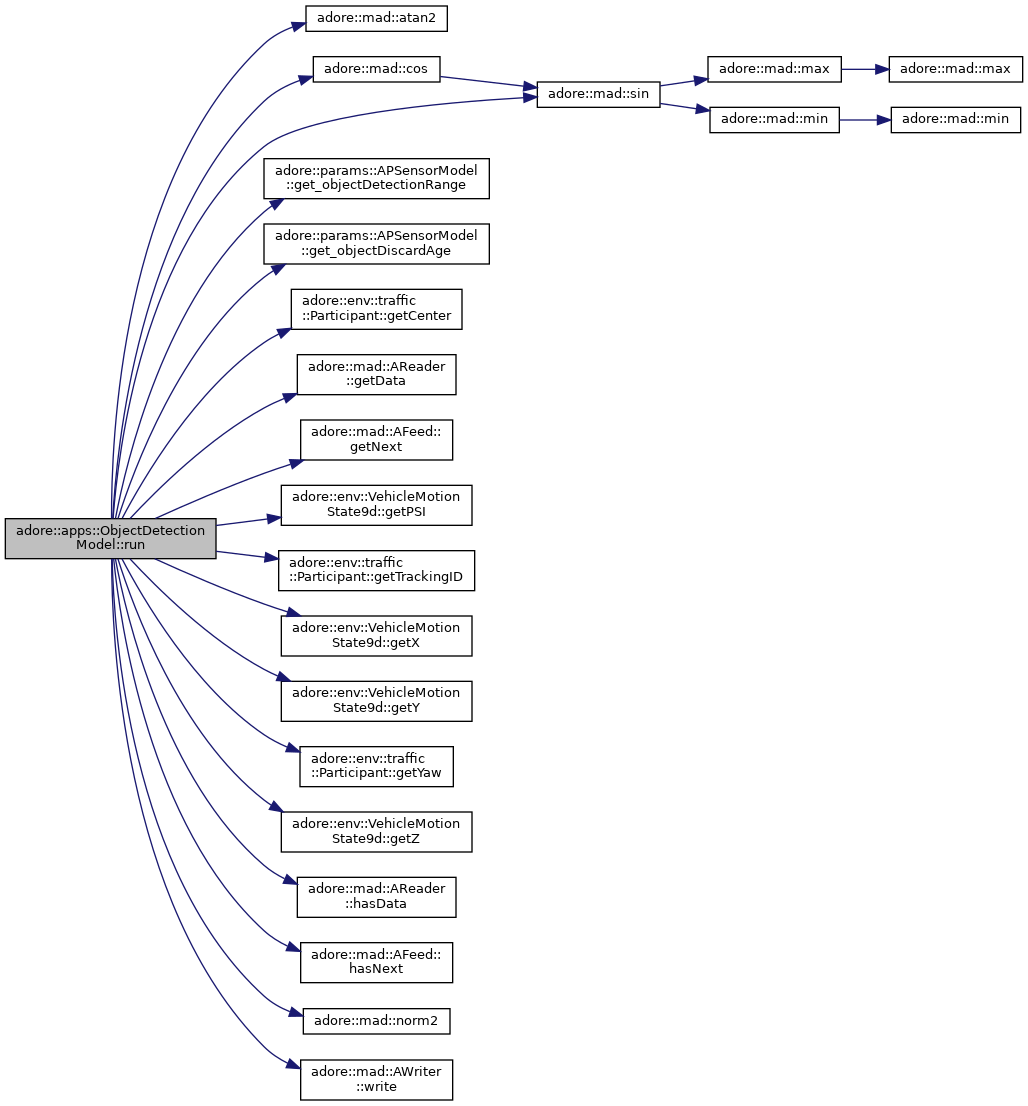 adore::mad::atan2
adore::mad::cos
adore::mad::max
adore::mad::max
adore::mad::sin
adore::mad::min
adore::mad::min
adore::params::APSensorModel
::get_objectDetectionRange
adore::params::APSensorModel
::get_objectDiscardAge
adore::env::traffic
::Participant::getCenter
adore::mad::AReader
::getData
adore::mad::AFeed::
getNext
adore::env::VehicleMotion
State9d::getPSI
adore::apps::ObjectDetection
Model::run
adore::env::traffic
::Participant::getTrackingID
adore::env::VehicleMotion
State9d::getX
adore::env::VehicleMotion
State9d::getY
adore::env::traffic
::Participant::getYaw
adore::env::VehicleMotion
State9d::getZ
adore::mad::AReader
::hasData
adore::mad::AFeed::
hasNext
adore::mad::norm2
adore::mad::AWriter
::write